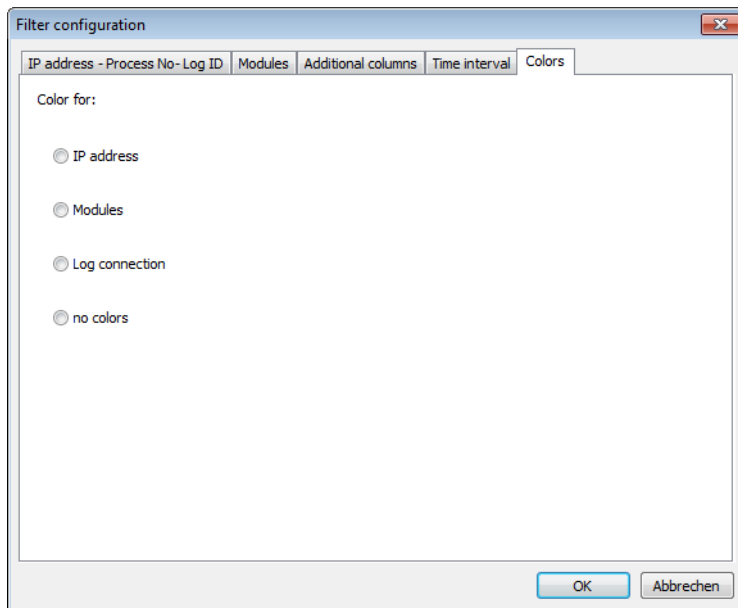 Filter configuration
IP address - Process No- Log ID Modules Additional columns Time interval Colors
Color for:
IP address
Modules
Log connection
no colors
OK Abbrechen